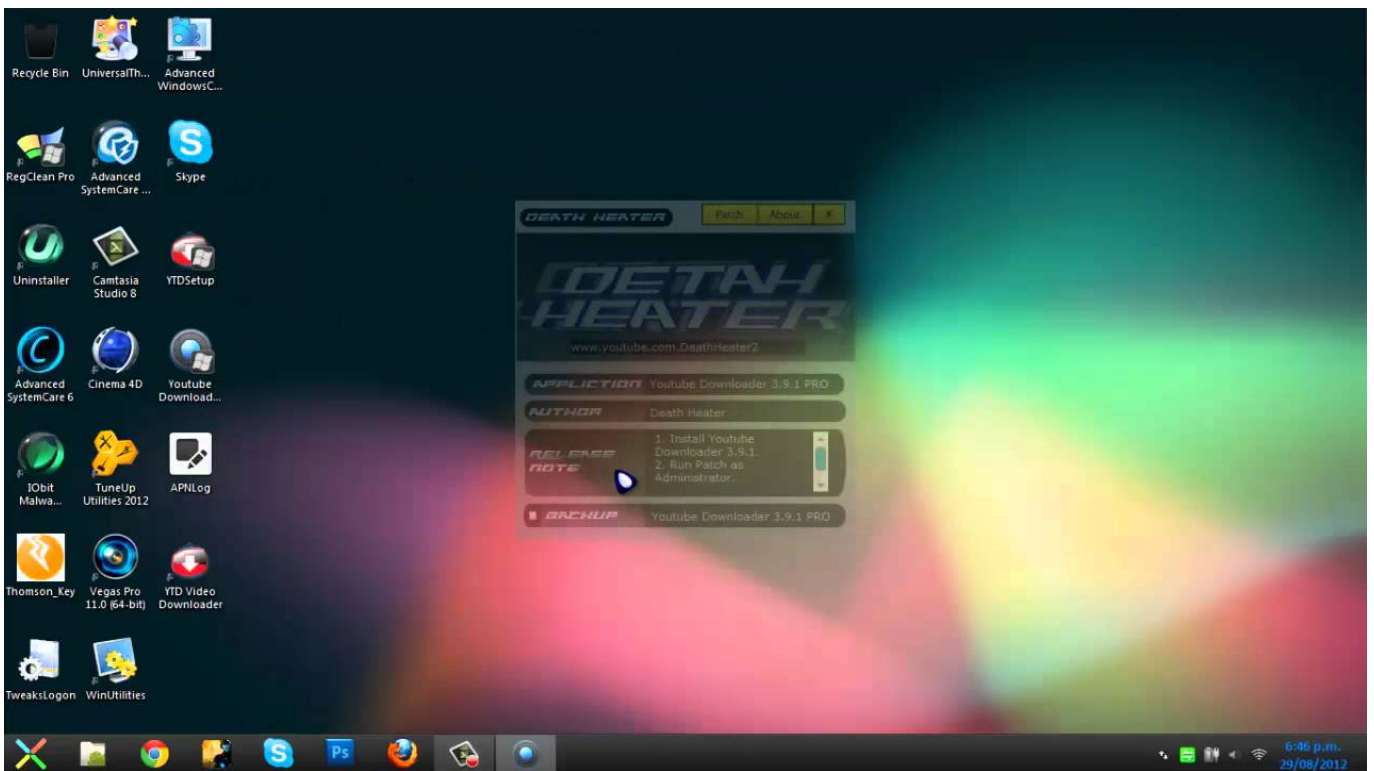 Recycle Bin
UniversalTh...
Advanced
WindowsC...
RegClean Pro
Advanced
SystemCare ...
Skype
Uninstaller
Camtasia
Studio 8
YTDSetup
Advanced
SystemCare 6
Cinema 4D
Youtube
Download...
IObit
Malwa...
TuneUp
Utilities 2012
APNLog
Thomson_Key
Vegas Pro
11.0 (64-bit)
YTD Video
Downloader
TweaksLogon
WinUtilities
DEATH HEATER
Patch
About
x
DETAH
HEATER
www.youtube.com.DeathHeater2
APPLICTION
Youtube Downloader 3.9.1 PRO
AUTHOR
Death Heater
RELEASE
NOTE
1. Install Youtube
Downloader 3.9.1.
2. Run Patch as
Administrator.
BACKUP
Youtube Downloader 3.9.1 PRO
Ps
6:46 p.m.
29/08/2012